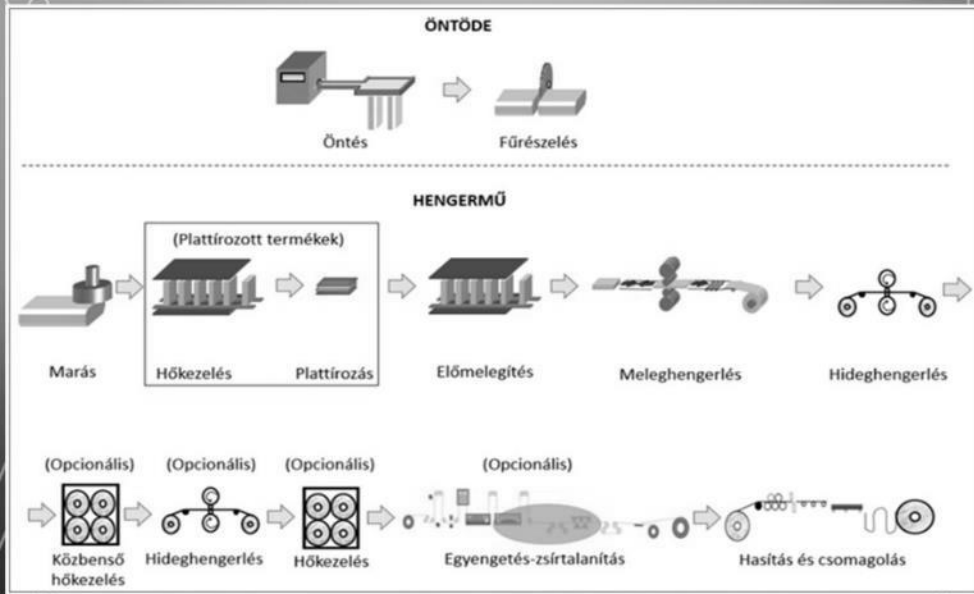 ÖNTÖDE
Öntés
Fűrészelés
HENGERMŰ
(Plattírozott termékek)
Marás
Hőkezelés
Plattírozás
Előmelegítés
Meleghengerlés
Hideghengerlés
(Opcionális)
(Opcionális)
(Opcionális)
(Opcionális)
Közbenső
hőkezelés
Hideghengerlés
Hőkezelés
Egyengetés-zsírtalanítás
Hasítás és csomagolás